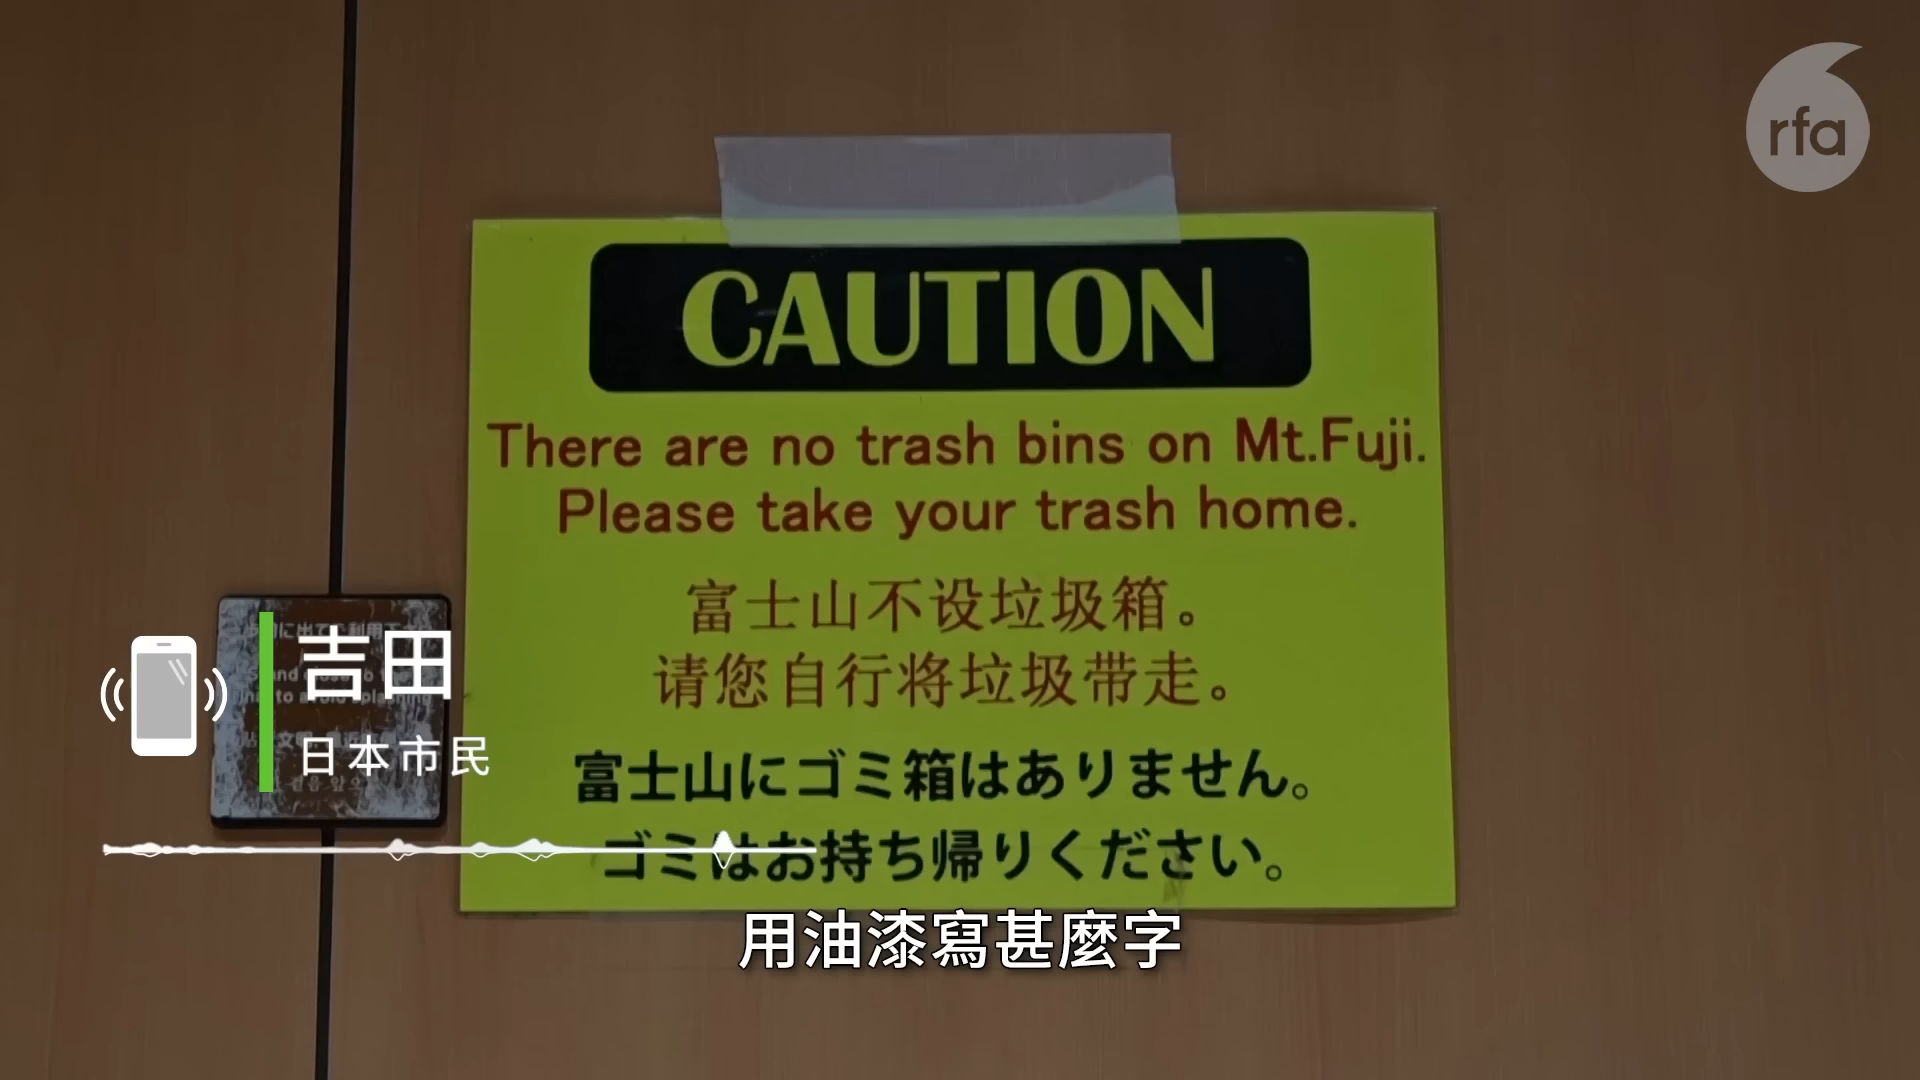 rfa
CAUTION
There are no trash bins on Mt.Fuji.
Please take your trash home.
富士山不设垃圾箱。
请您自行将垃圾带走。
富士山にゴミ箱はありません。
ゴミはお持ち帰りください。
吉田
日本市民
用油漆寫甚麼字